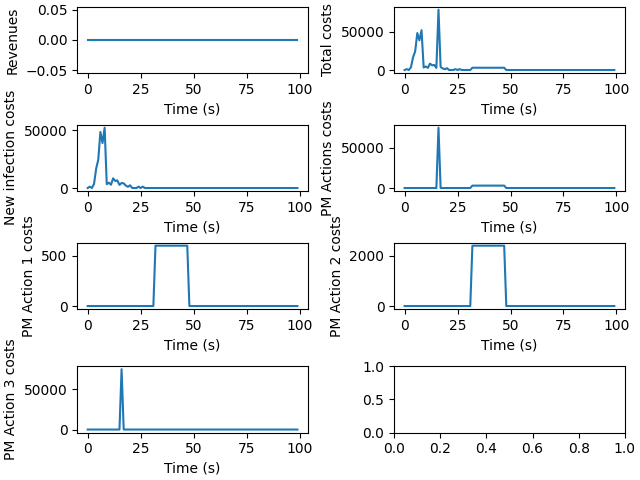 Revenues
0.05
0.00
−0.05
0 25 50 75 100
Time (s)
Total costs
50000
0
0 25 50 75 100
Time (s)
New infection costs
50000
0
0 25 50 75 100
Time (s)
PM Actions costs
50000
0
0 25 50 75 100
Time (s)
PM Action 1 costs
500
0
0 25 50 75 100
Time (s)
PM Action 2 costs
2000
0
0 25 50 75 100
Time (s)
PM Action 3 costs
50000
0
0 25 50 75 100
Time (s)
1.0
0.5
0.0
0.0 0.2 0.4 0.6 0.8 1.0